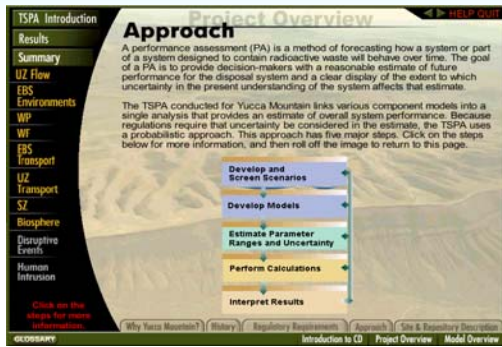 TSPA Introduction
Results
Summary
UZ Flow
EBS
Environments
WP
WF
EBS
Transport
UZ
Transport
SZ
Biosphere
Disruptive
Events
Human
Intrusion
Click on the
steps for more
information.
GLOSSARY
Project Overview
HELP QUIT
Approach
A performance assessment (PA) is a method of forecasting how a system or part
of a system designed to contain radioactive waste will behave over time. The goal
of a PA is to provide decision-makers with a reasonable estimate of future
performance for the disposal system and a clear display of the extent to which
uncertainty in the present understanding of the system affects that estimate.
The TSPA conducted for Yucca Mountain links various component models into a
single analysis that provides an estimate of overall system performance. Because
regulations require that uncertainty be considered in the estimate, the TSPA uses
a probabilistic approach. This approach has five major steps. Click on the steps
below for more information, and then roll off the image to return to this page.
Develop and
Screen Scenarios
Develop Models
Estimate Parameter
Ranges and Uncertainty
Perform Calculations
Interpret Results
Why Yucca Mountain? History Regulatory Requirements Approach Site & Repository Description
Introduction to CD Project Overview Model Overview